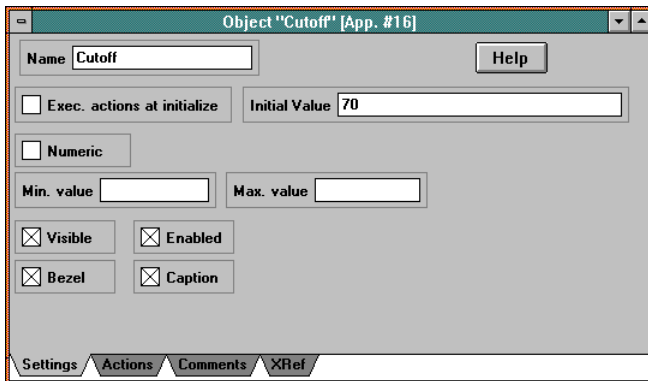 Object "Cutoff" [App. #16]
Name Cutoff Help
Exec. actions at initialize Initial Value 70
Numeric
Min. value Max. value
Visible Enabled
Bezel Caption
Settings Actions Comments XRef